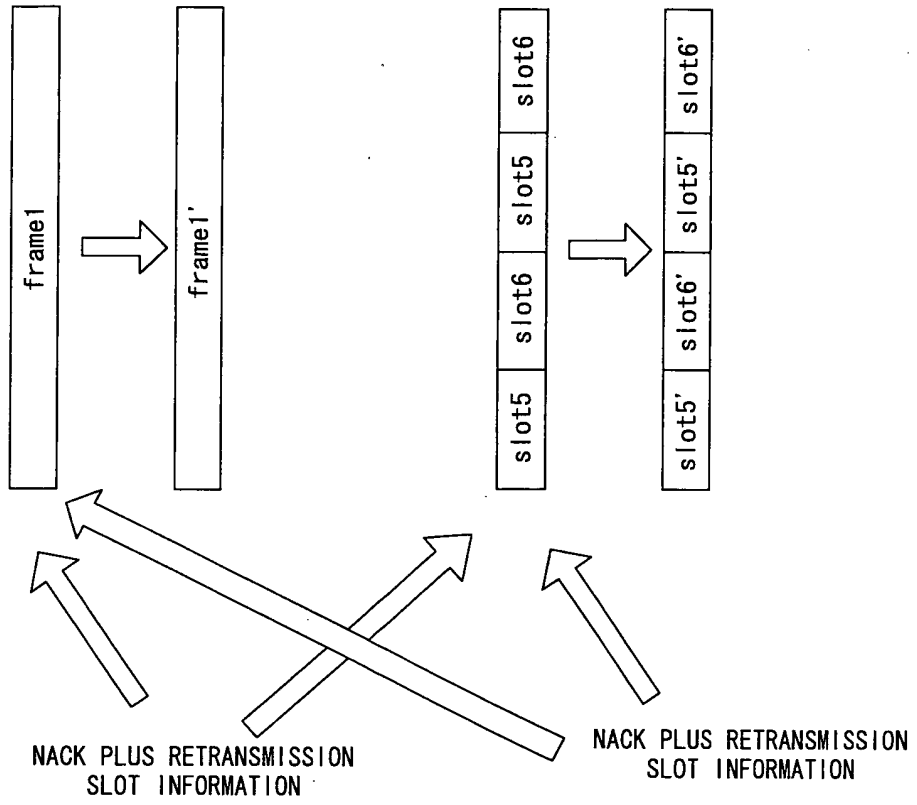 frame1
frame1'
slot6
slot5
slot6
slot5
slot6'
slot5'
slot6'
slot5'
NACK PLUS RETRANSMISSION
SLOT INFORMATION
NACK PLUS RETRANSMISSION
SLOT INFORMATION